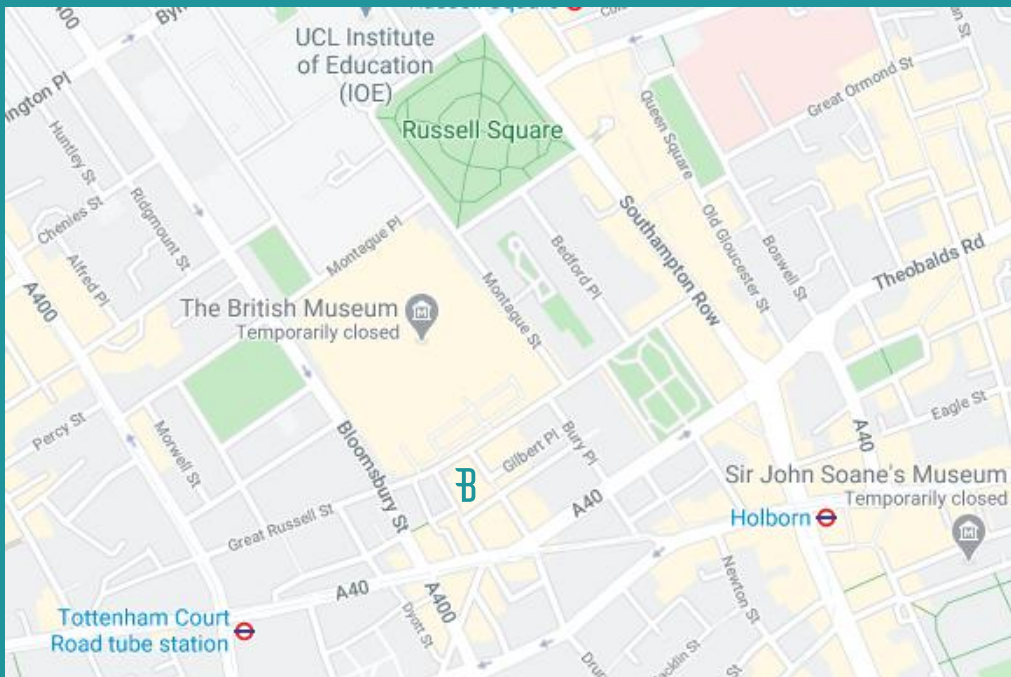 UCL Institute
of Education
(IOE)
Great Ormond St
Huntley St
Russell Square
Queen Square
Ridgmount St
Chenies St
Southampton Row
Old Gloucester St
Boswell St
Montague Pl
Bedford Pl
Theobalds Rd
Alfred Pl
A400
The British Museum
Temporarily closed
Montague St
Percy St
Morwell St
Bloomsbury St
Gilbert Pl
Bury Pl
Eagle St
A40
B
Sir John Soane's Museum
Temporarily closed
A40
Holborn
Great Russell St
A40
Newton St
A400
Dyott St
Tottenham Court
Road tube station